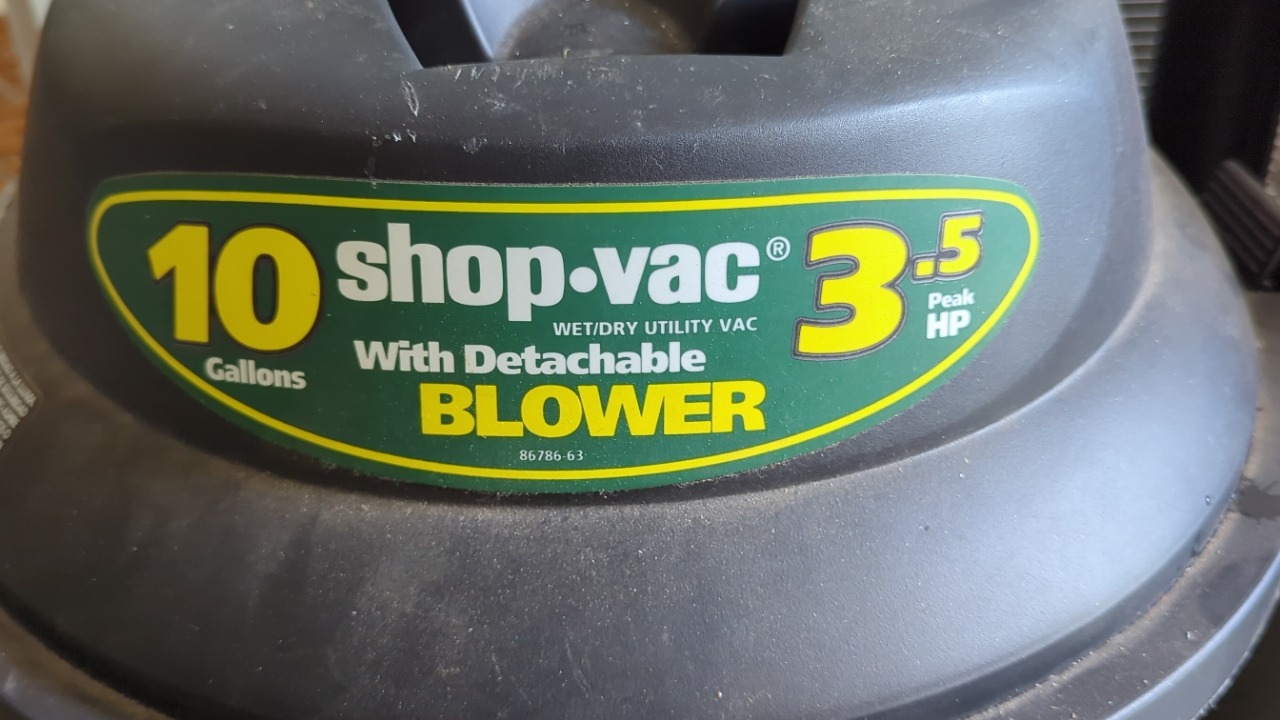 10
Gallons
shop•vac®
WET/DRY UTILITY VAC
With Detachable
BLOWER
86786-63
3.5
Peak
HP